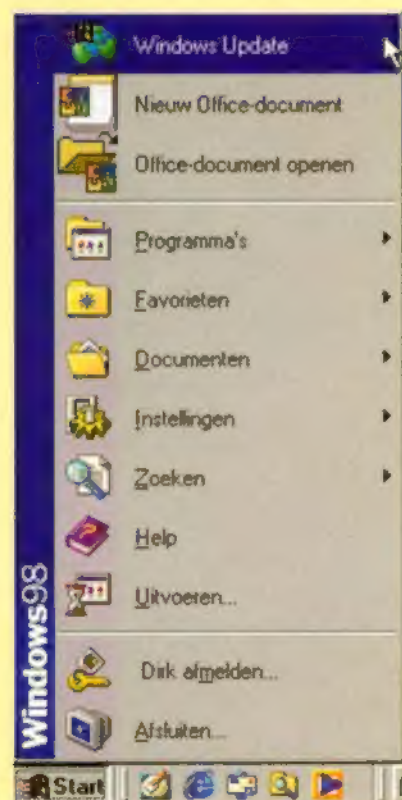 Windows Update
Nieuw Office-document
Office-document openen
Programma's
Favorieten
Documenten
Instellingen
Zoeken
Help
Uitvoeren...
Dirk afmelden...
Afsluiten...
Windows98
Start